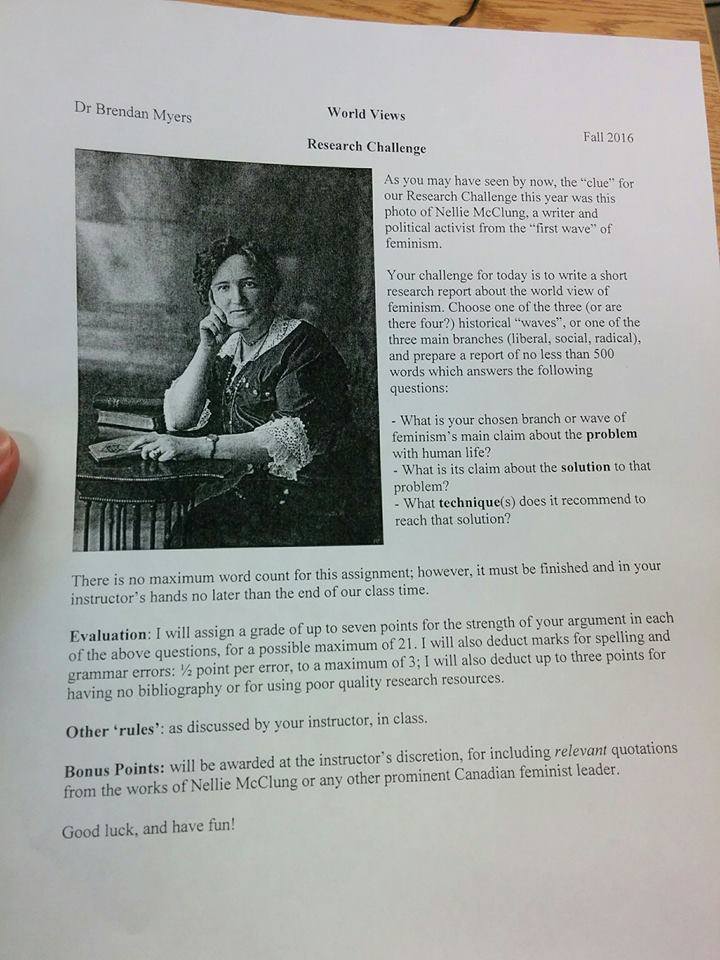 Dr Brendan Myers
World Views
Fall 2016
Research Challenge
As you may have seen by now, the “clue” for
our Research Challenge this year was this
photo of Nellie McClung, a writer and
political activist from the “first wave” of
feminism.
Your challenge for today is to write a short
research report about the world view of
feminism. Choose one of the three (or are
there four?) historical “waves”, or one of the
three main branches (liberal, social, radical),
and prepare a report of no less than 500
words which answers the following
questions:
- What is your chosen branch or wave of
feminism’s main claim about the problem
with human life?
- What is its claim about the solution to that
problem?
- What technique(s) does it recommend to
reach that solution?
There is no maximum word count for this assignment; however, it must be finished and in your
instructor’s hands no later than the end of our class time.
Evaluation: I will assign a grade of up to seven points for the strength of your argument in each
of the above questions, for a possible maximum of 21. I will also deduct marks for spelling and
grammar errors: ½ point per error, to a maximum of 3; I will also deduct up to three points for
having no bibliography or for using poor quality research resources.
Other ‘rules’: as discussed by your instructor, in class.
Bonus Points: will be awarded at the instructor’s discretion, for including relevant quotations
from the works of Nellie McClung or any other prominent Canadian feminist leader.
Good luck, and have fun!